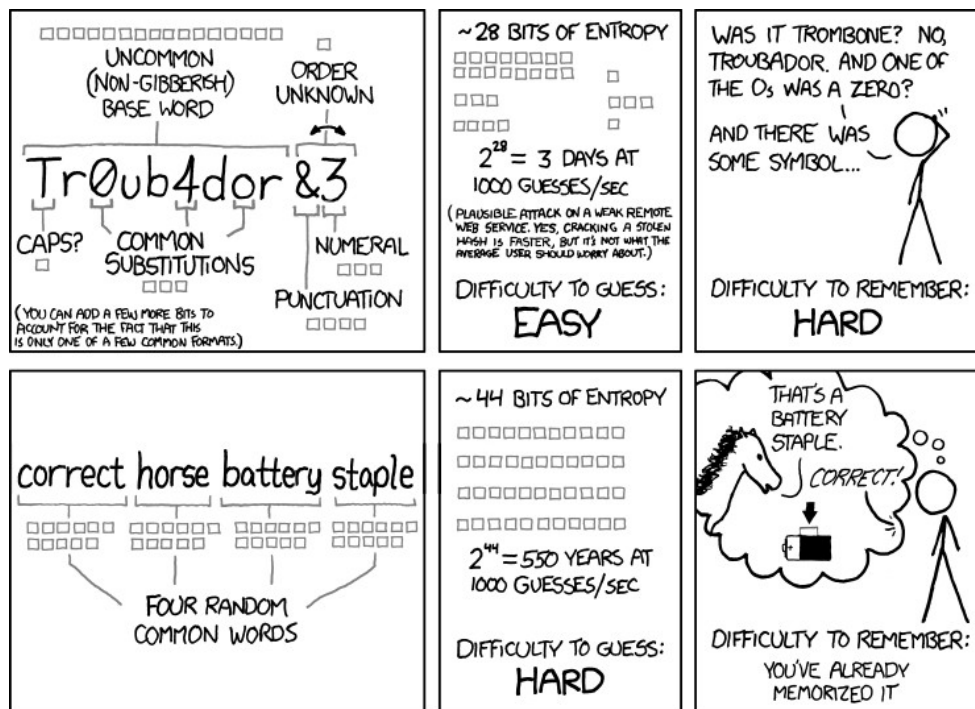 UNCOMMON
(NON-GIBBERISH)
BASE WORD
ORDER
UNKNOWN
Tr0ub4dor &3
CAPS?
COMMON
SUBSTITUTIONS
NUMERAL
PUNCTUATION
(YOU CAN ADD A FEW MORE BITS TO
ACCOUNT FOR THE FACT THAT THIS
IS ONLY ONE OF A FEW COMMON FORMATS.)
~28 BITS OF ENTROPY
2^28 = 3 DAYS AT
1000 GUESSES/SEC
(PLAUSIBLE ATTACK ON A WEAK REMOTE
WEB SERVICE. YES, CRACKING A STOLEN
HASH IS FASTER, BUT IT'S NOT WHAT THE
AVERAGE USER SHOULD WORRY ABOUT.)
DIFFICULTY TO GUESS:
EASY
WAS IT TROMBONE? NO,
TROUBADOR. AND ONE OF
THE Os WAS A ZERO?
AND THERE WAS
SOME SYMBOL...
DIFFICULTY TO REMEMBER:
HARD
correct horse battery staple
FOUR RANDOM
COMMON WORDS
~44 BITS OF ENTROPY
2^44 = 550 YEARS AT
1000 GUESSES/SEC
DIFFICULTY TO GUESS:
HARD
THAT'S A
BATTERY
STAPLE.
CORRECT!
DIFFICULTY TO REMEMBER:
YOU'VE ALREADY
MEMORIZED IT